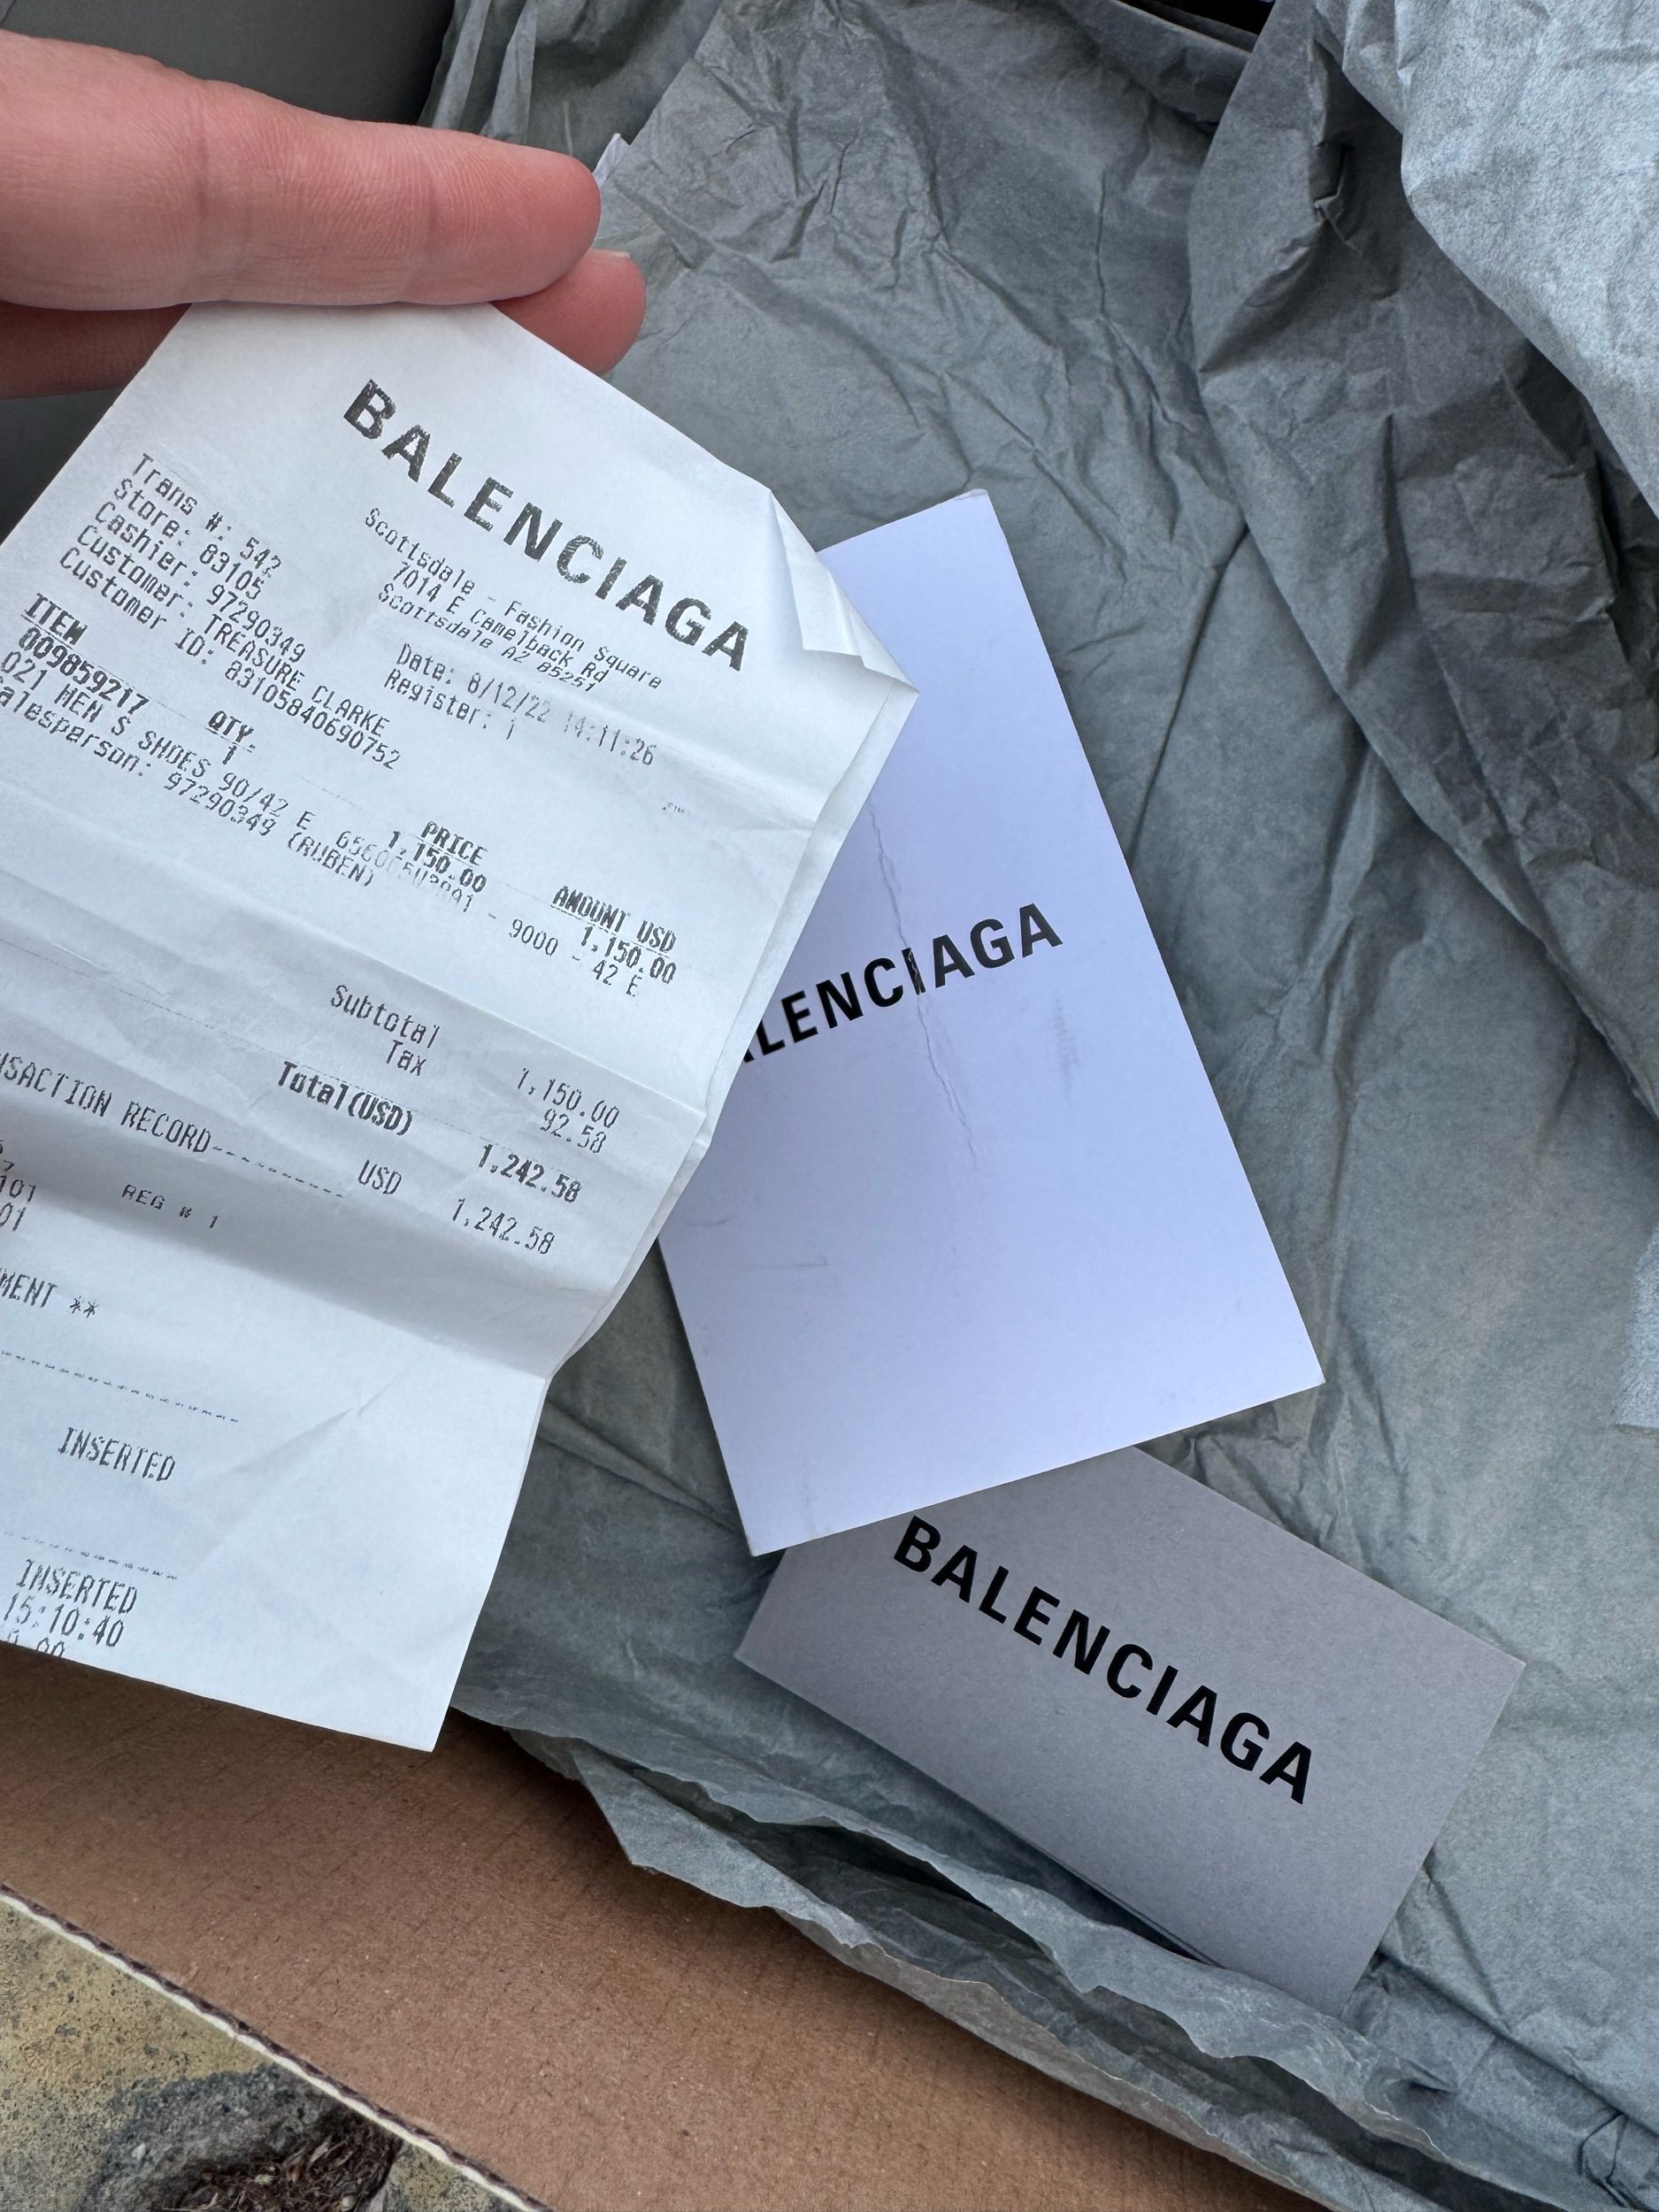 BALENCIAGA
Scottsdale - Fashion Square
7014 E Camelback Rd
Scottsdale AZ 85251
Trans #: 542
Store: 83105
Cashier: 97290349
Customer: TREASURE CLARKE
Customer ID: 83105840690752
Date: 8/12/22 14:11:26
Register: 1
ITEM QTY. PRICE AMOUNT USD
009859217 1 1,150.00 1,150.00
021 MEN S SHOES 90/42 E - 9000 - 42 E
alesperson: 97290349 (RUBEN)
Subtotal 1,150.00
Tax 92.58
Total(USD) 1,242.58
NSACTION RECORD---------- USD 1,242.58
101 REG # 1
01
MENT **
INSERTED
INSERTED
15:10:40
ALENCIAGA
BALENCIAGA